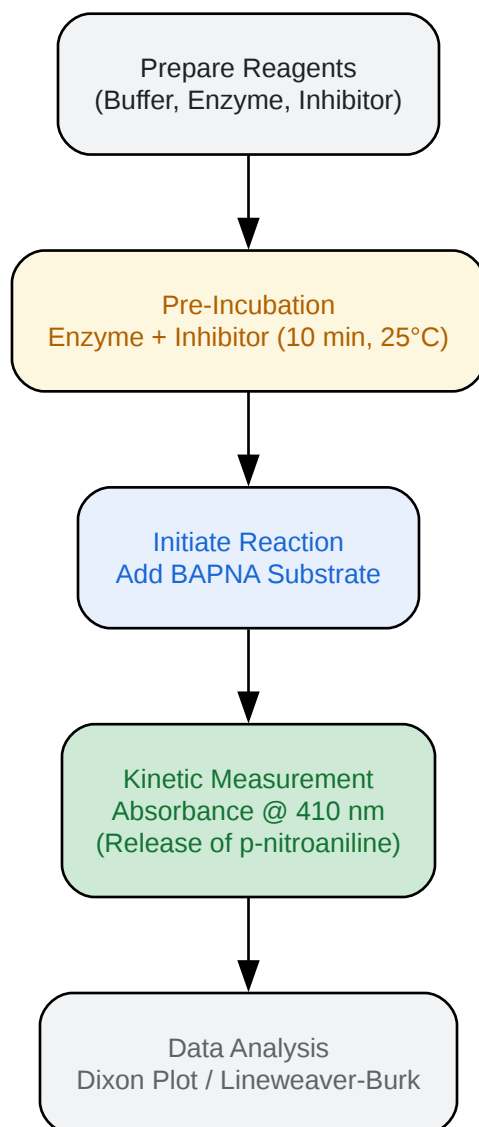 Prepare Reagents
(Buffer, Enzyme, Inhibitor)
Pre-Incubation
Enzyme + Inhibitor (10 min, 25°C)
Initiate Reaction
Add BAPNA Substrate
Kinetic Measurement
Absorbance @ 410 nm
(Release of p-nitroaniline)
Data Analysis
Dixon Plot / Lineweaver-Burk